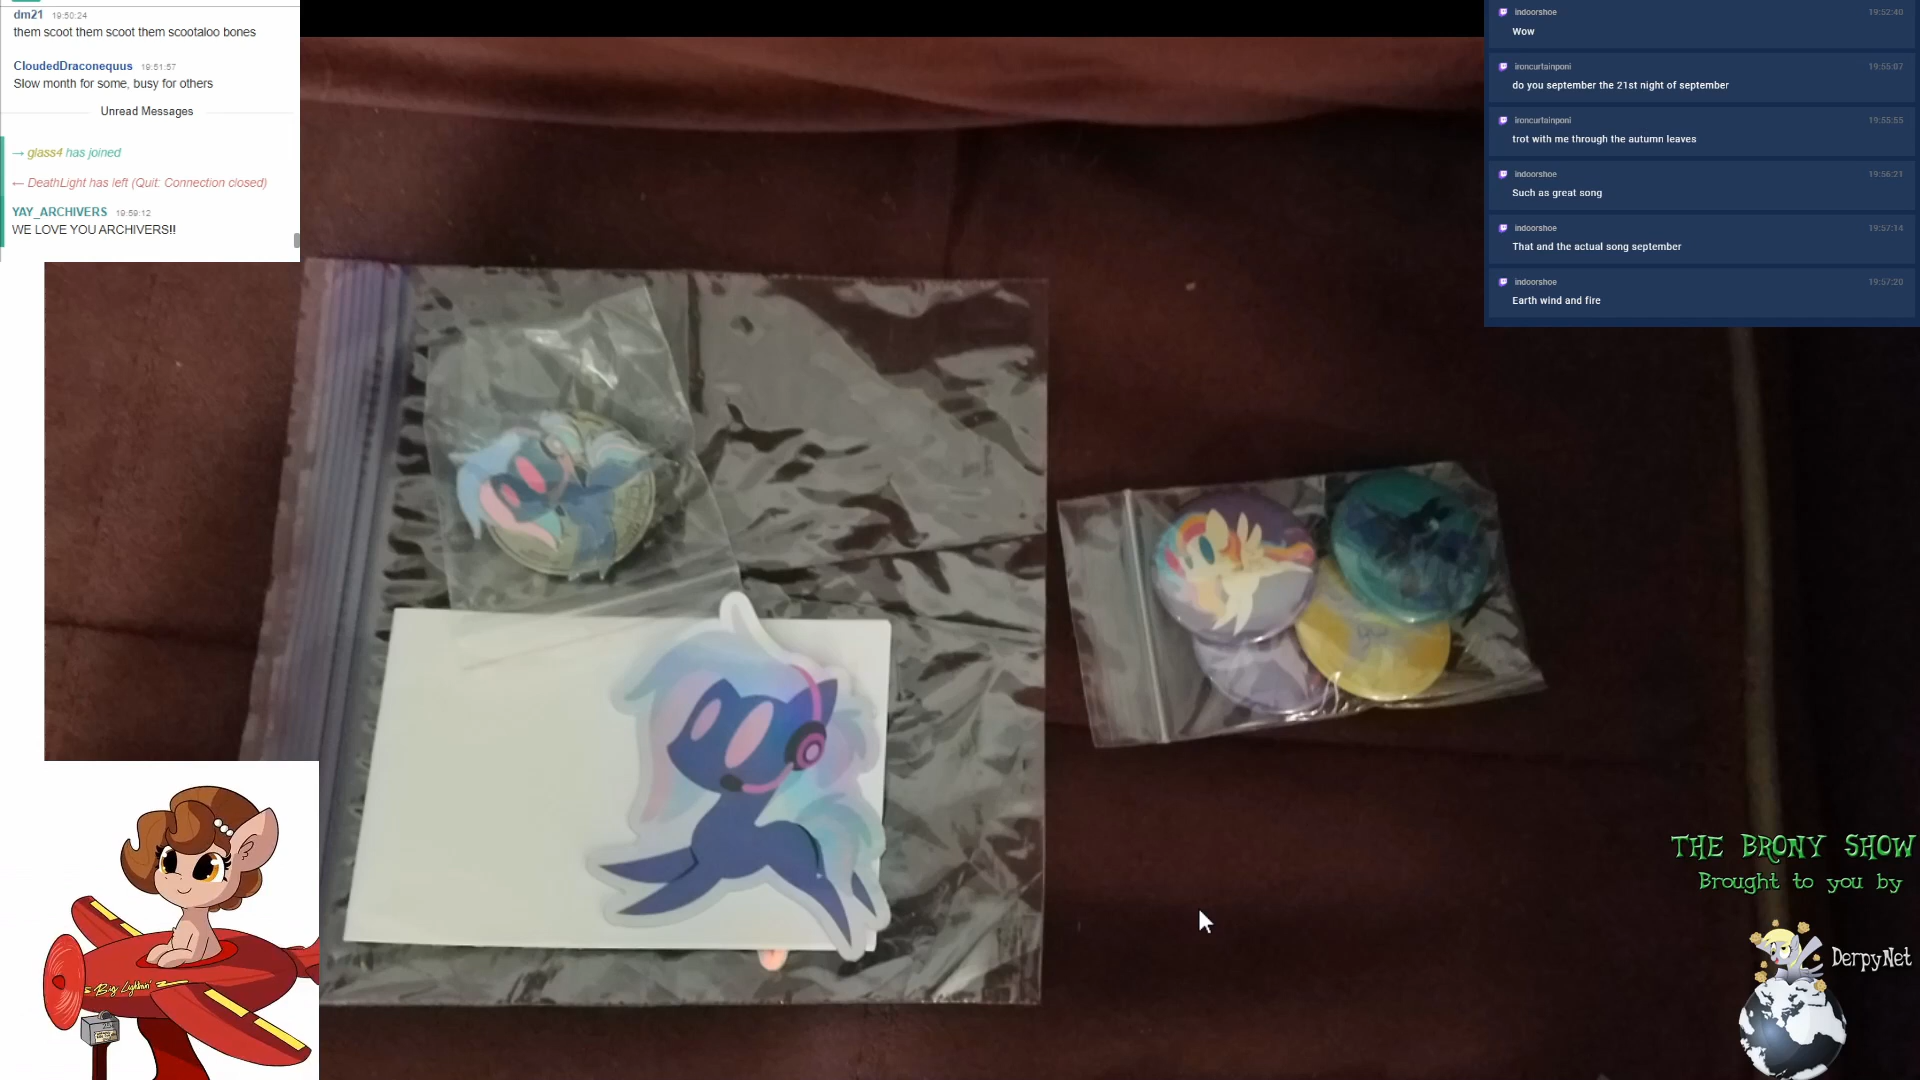 dm21 19:50:24
them scoot them scoot them scootaloo bones
CloudedDraconequus 19:51:57
Slow month for some, busy for others
Unread Messages
→ glass4 has joined
← DeathLight has left (Quit: Connection closed)
YAY_ARCHIVERS 19:59:12
WE LOVE YOU ARCHIVERS!!
indoorshoe 19:52:40
Wow
ironcurtainponi 19:55:07
do you september the 21st night of september
ironcurtainponi 19:55:55
trot with me through the autumn leaves
indoorshoe 19:56:21
Such as great song
indoorshoe 19:57:14
That and the actual song september
indoorshoe 19:57:20
Earth wind and fire
Big Lightnin'
THE BRONY SHOW
Brought to you by
DerpyNet